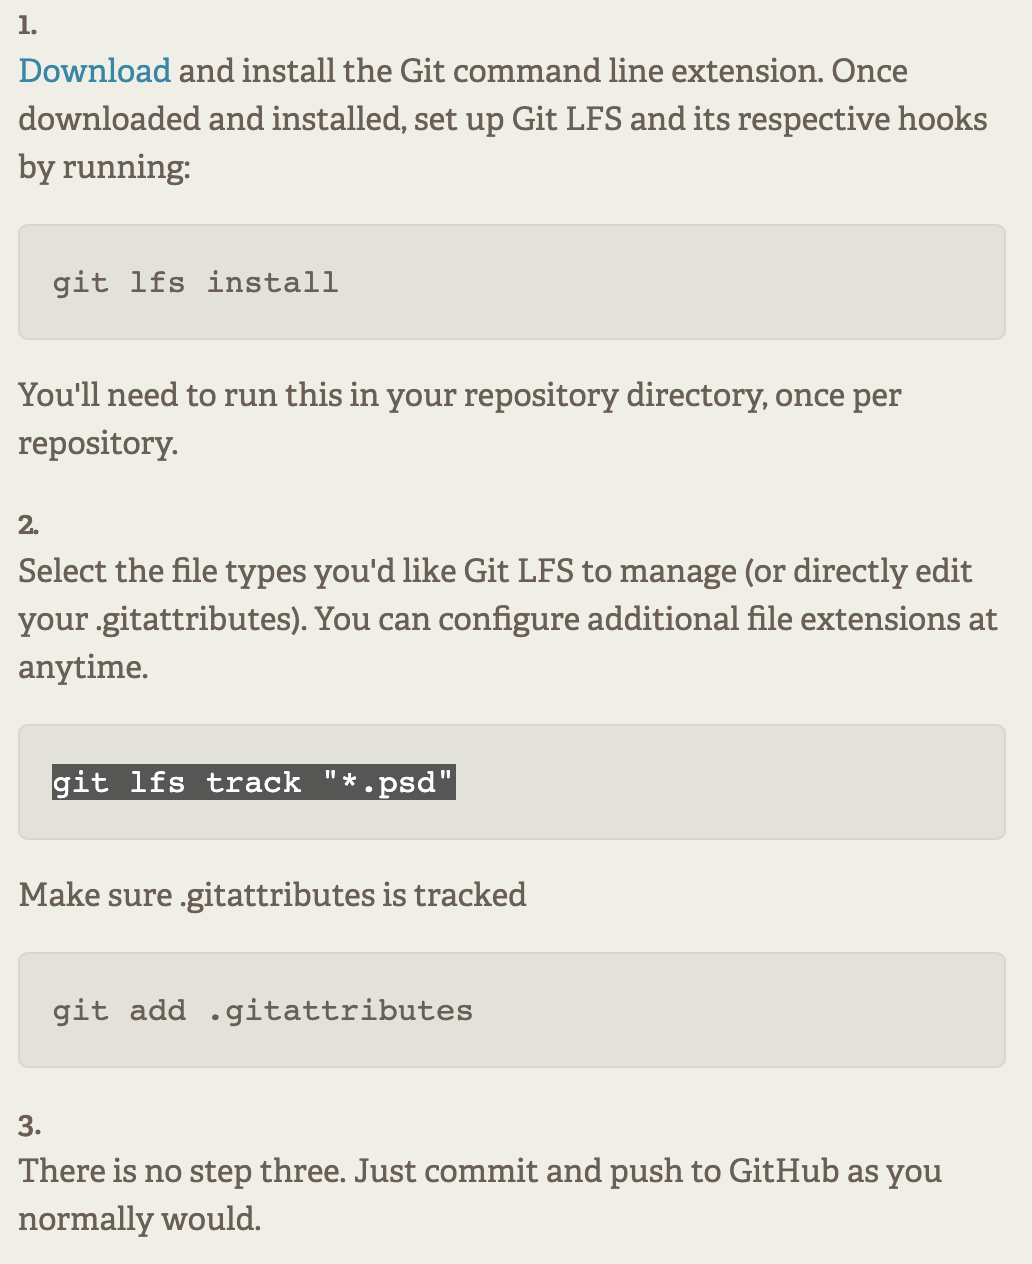 1.
Download and install the Git command line extension. Once
downloaded and installed, set up Git LFS and its respective hooks
by running:
git lfs install
You'll need to run this in your repository directory, once per
repository.
2.
Select the file types you'd like Git LFS to manage (or directly edit
your .gitattributes). You can configure additional file extensions at
anytime.
git lfs track "*.psd"
Make sure .gitattributes is tracked
git add .gitattributes
3.
There is no step three. Just commit and push to GitHub as you
normally would.